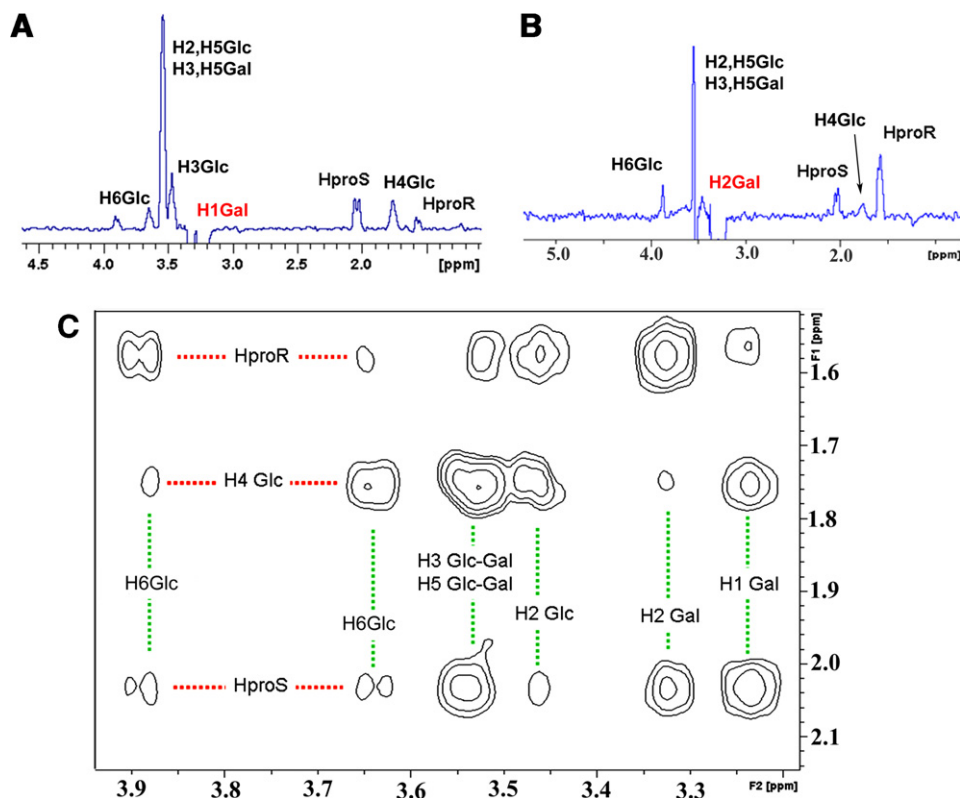 A
H2,H5Glc
H3,H5Gal
H3Glc
H6Glc
H1Gal
HproS
H4Glc
HproR
4.5 4.0 3.5 3.0 2.5 2.0 1.5 [ppm]
B
H2,H5Glc
H3,H5Gal
H4Glc
HproR
H6Glc
H2Gal
HproS
5.0 4.0 3.0 2.0 [ppm]
C
F1 [ppm]
HproR
1.6
1.7
H4 Glc
1.8
H3 Glc-Gal
H5 Glc-Gal
H6Glc
H1 Gal
1.9
H2 Glc
H2 Gal
H6Glc
2.0
HproS
2.1
3.9 3.8 3.7 3.6 3.5 3.4 3.3 F2 [ppm]